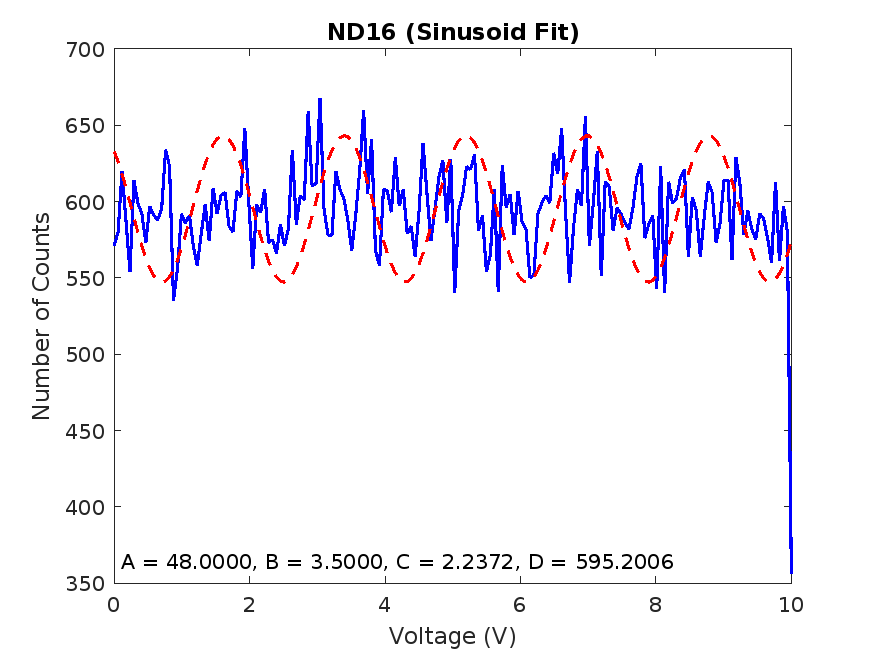 ND16 (Sinusoid Fit)
700
650
600
550
500
450
400
350
Number of Counts
A = 48.0000, B = 3.5000, C = 2.2372, D = 595.2006
0 2 4 6 8 10
Voltage (V)